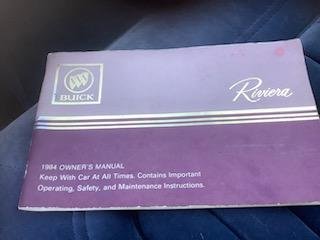 BUICK
Riviera
1984 OWNER'S MANUAL
Keep With Car At All Times. Contains Important
Operating, Safety, and Maintenance Instructions.